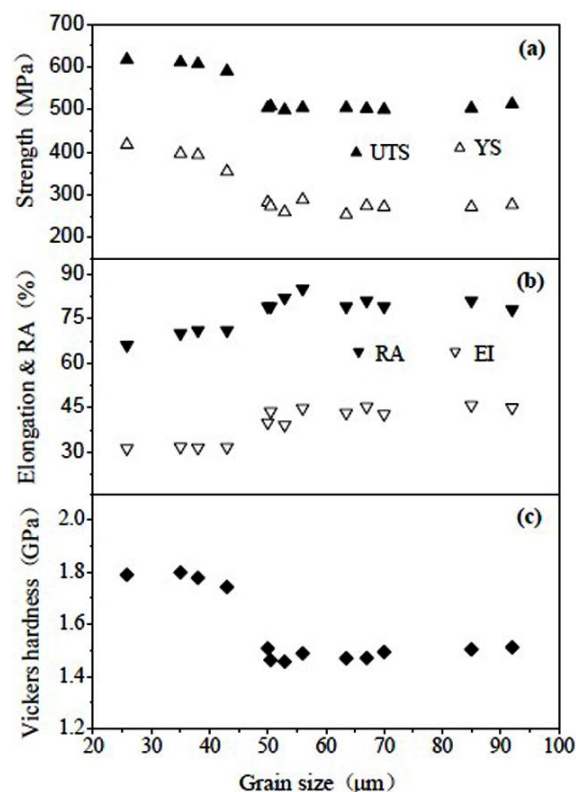 700
600
500
400
300
200
Strength (MPa)
(a)
UTS YS
90
75
60
45
30
Elongation & RA (%)
(b)
RA EI
2.0
1.8
1.6
1.4
1.2
Vickers hardness (GPa)
(c)
20 30 40 50 60 70 80 90 100
Grain size (μm)